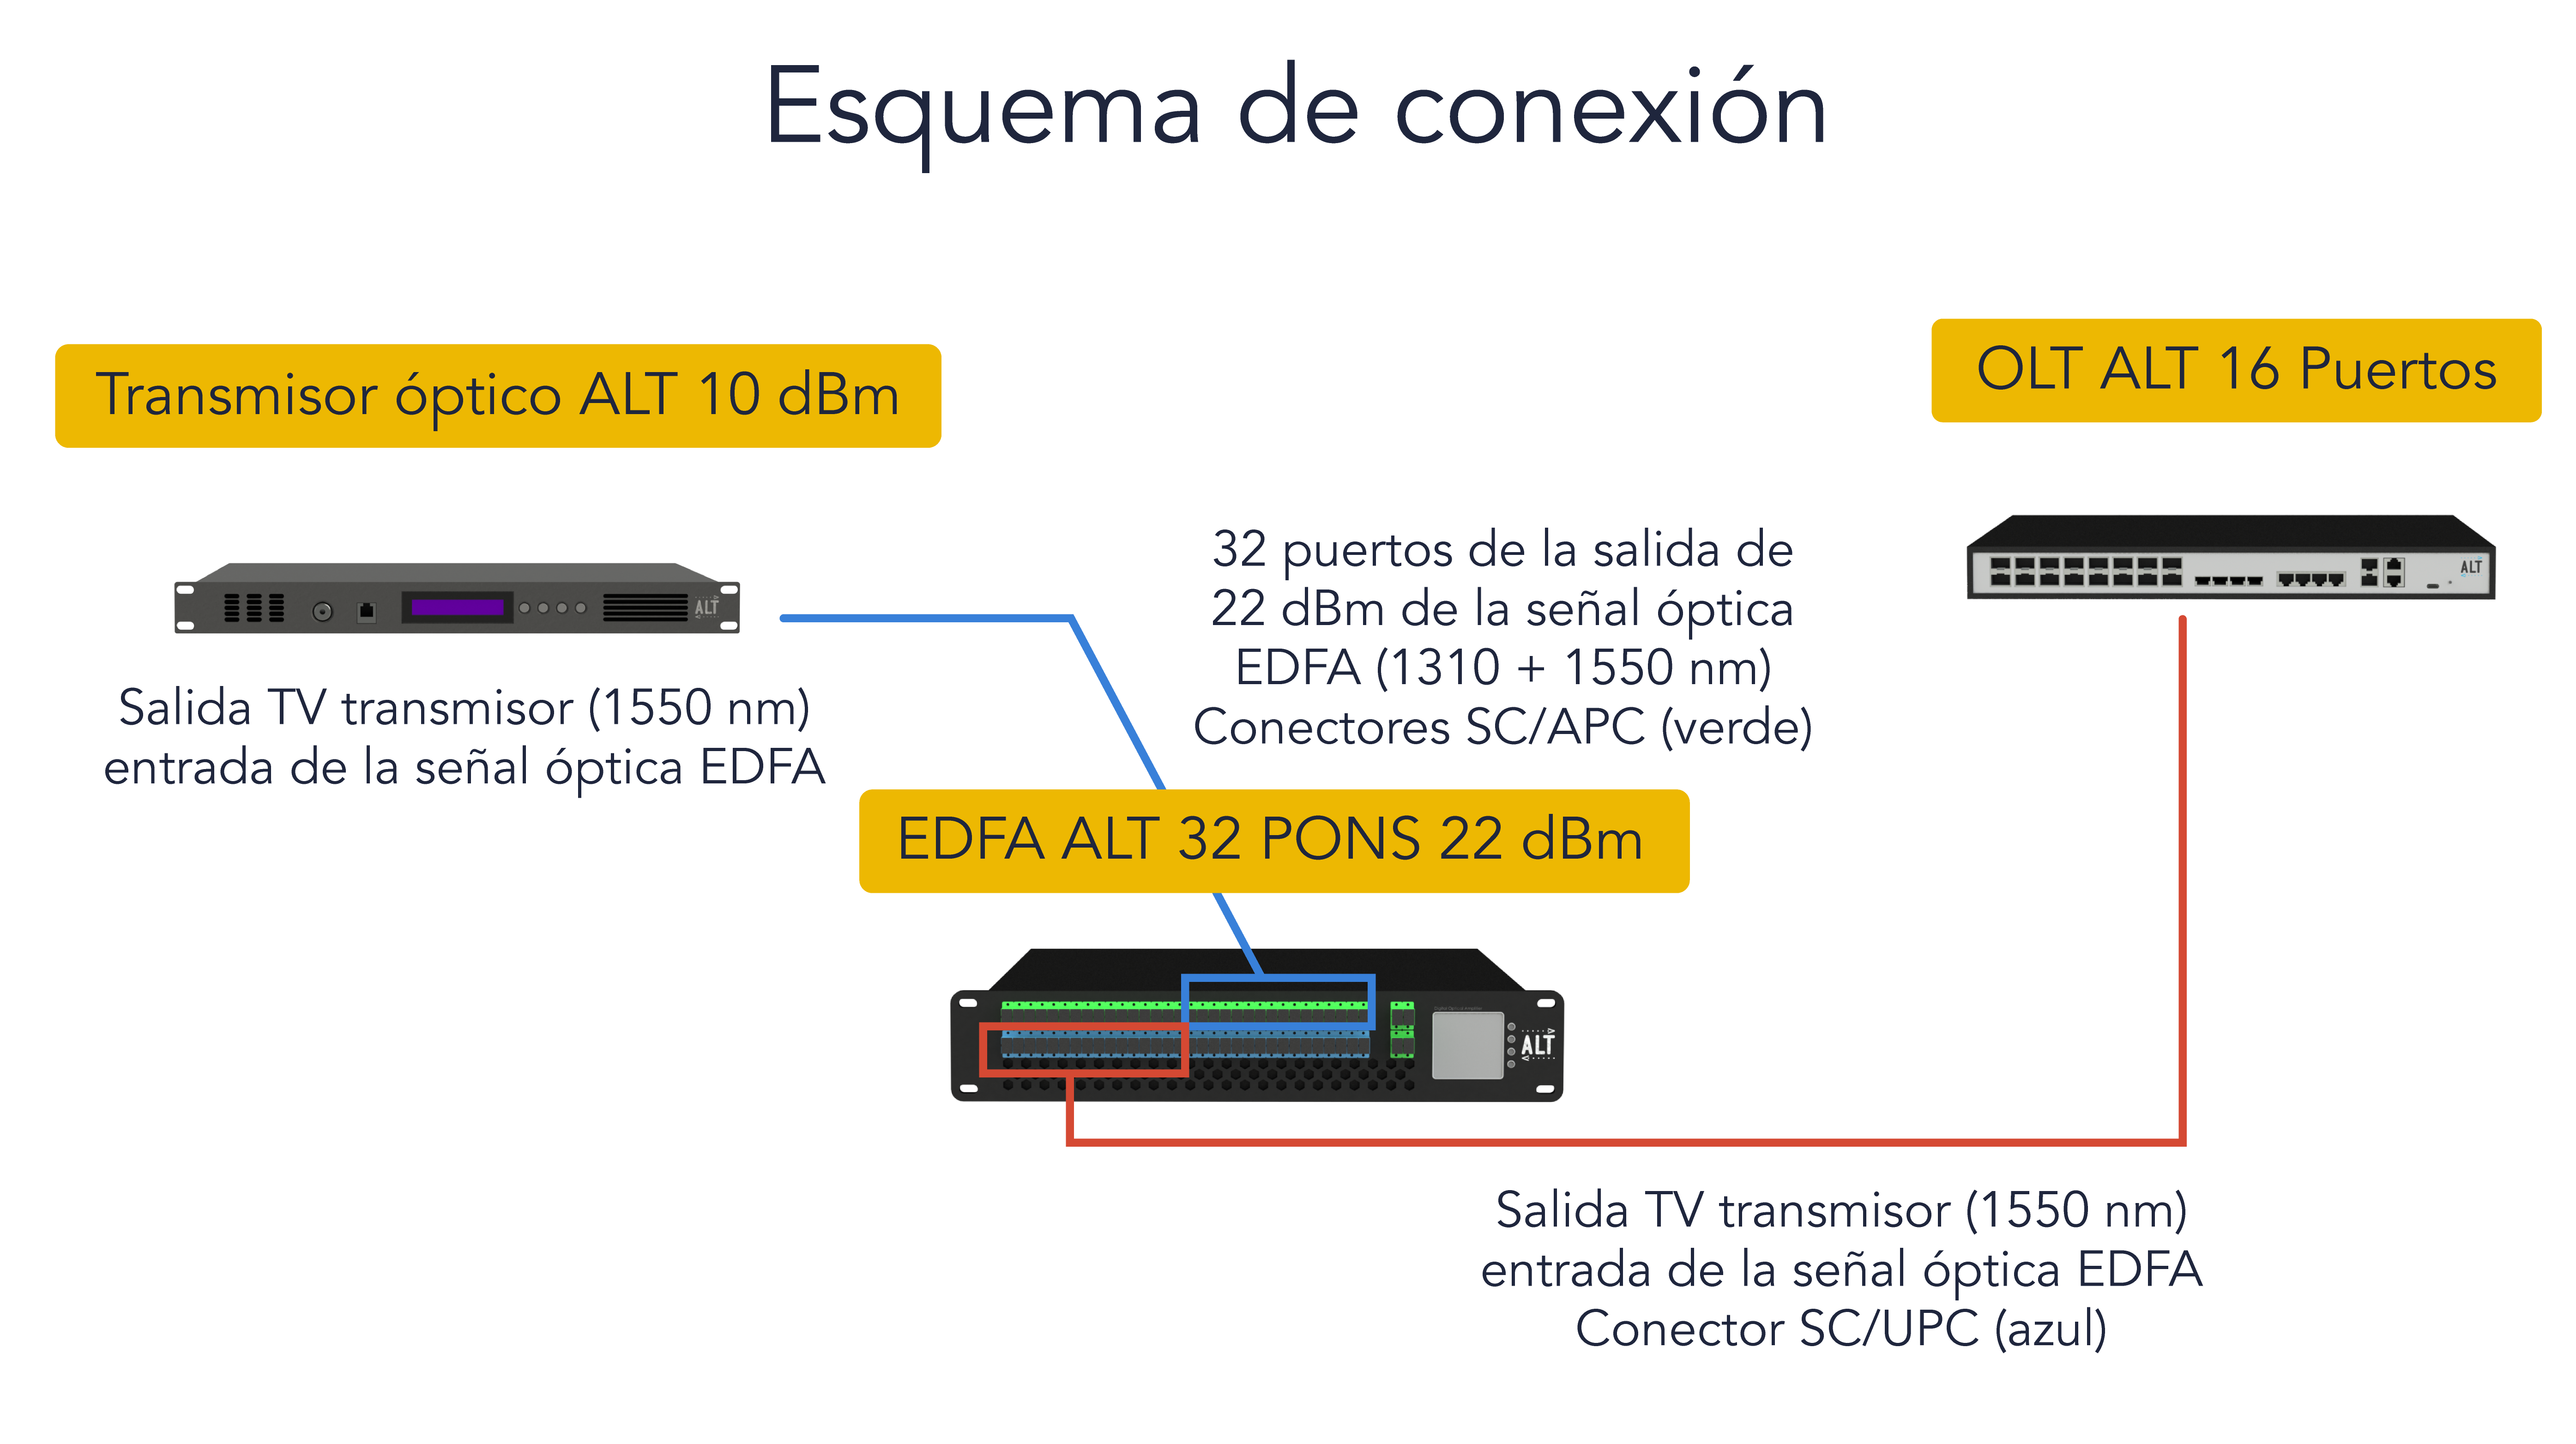 Esquema de conexión
Transmisor óptico ALT 10 dBm
OLT ALT 16 Puertos
ALT
ALT
Salida TV transmisor (1550 nm)
entrada de la señal óptica EDFA
32 puertos de la salida de
22 dBm de la señal óptica
EDFA (1310 + 1550 nm)
Conectores SC/APC (verde)
EDFA ALT 32 PONS 22 dBm
ALT
Salida TV transmisor (1550 nm)
entrada de la señal óptica EDFA
Conector SC/UPC (azul)